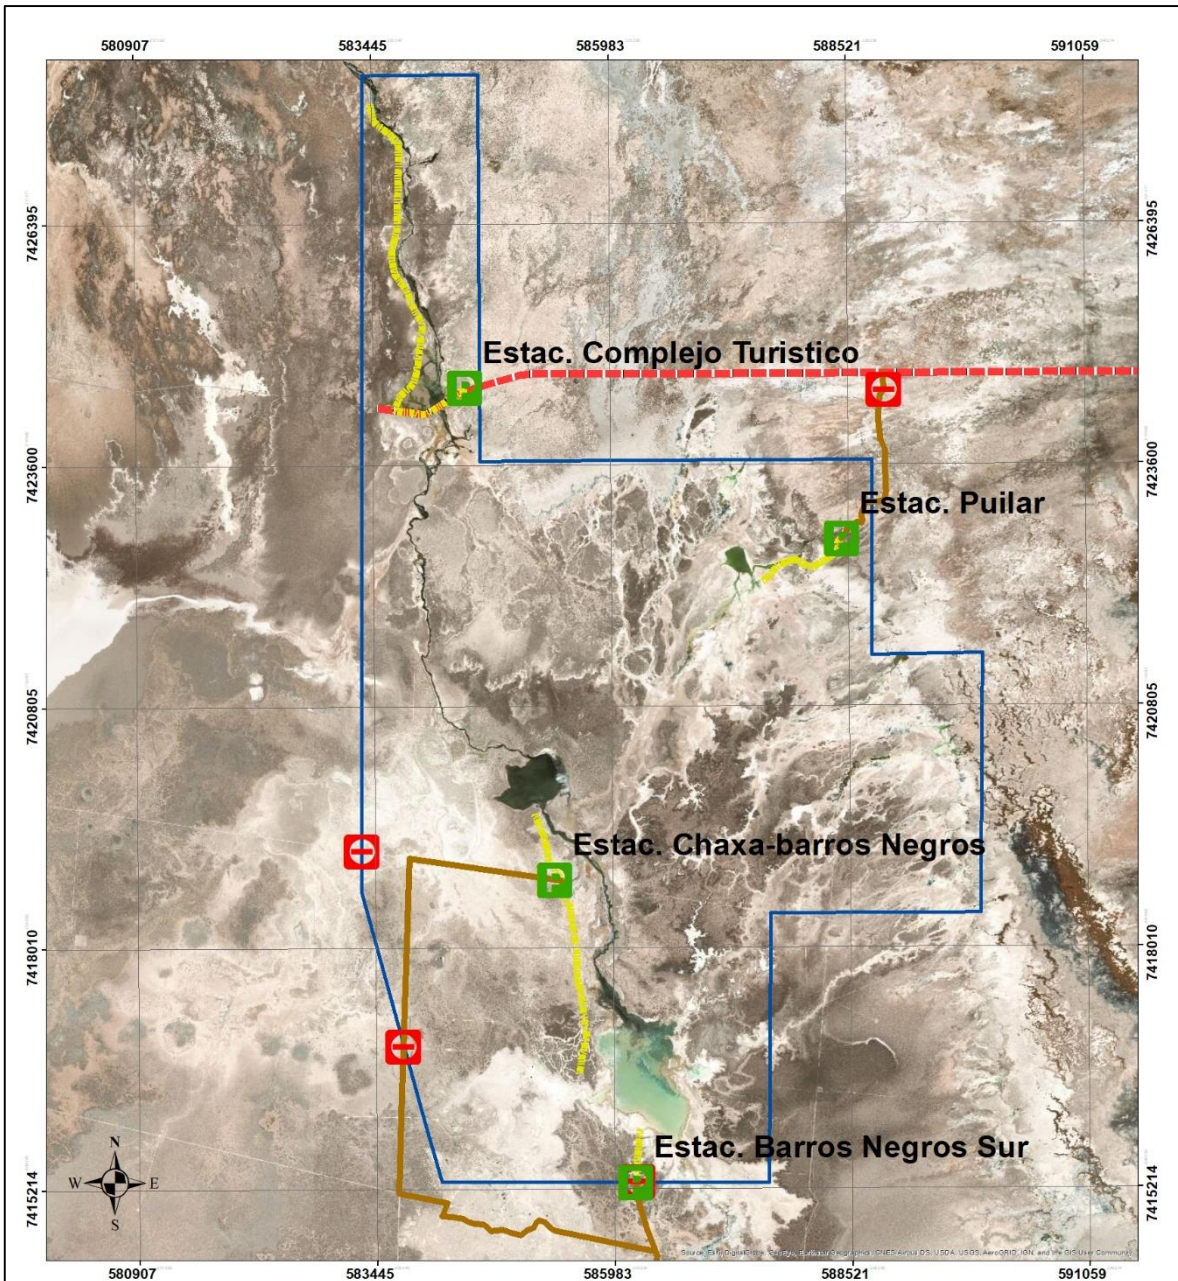 580907 583445 585983 588521 591059
7426395 7426395
Estac. Complejo Turistico
P
7423600 7423600
Estac. Puilar
P
7420805 7420805
Estac. Chaxa-barros Negros
P
7418010 7418010
Estac. Barros Negros Sur
P
N
W E
S
7415214 7415214
580907 583445 585983 588521 591059